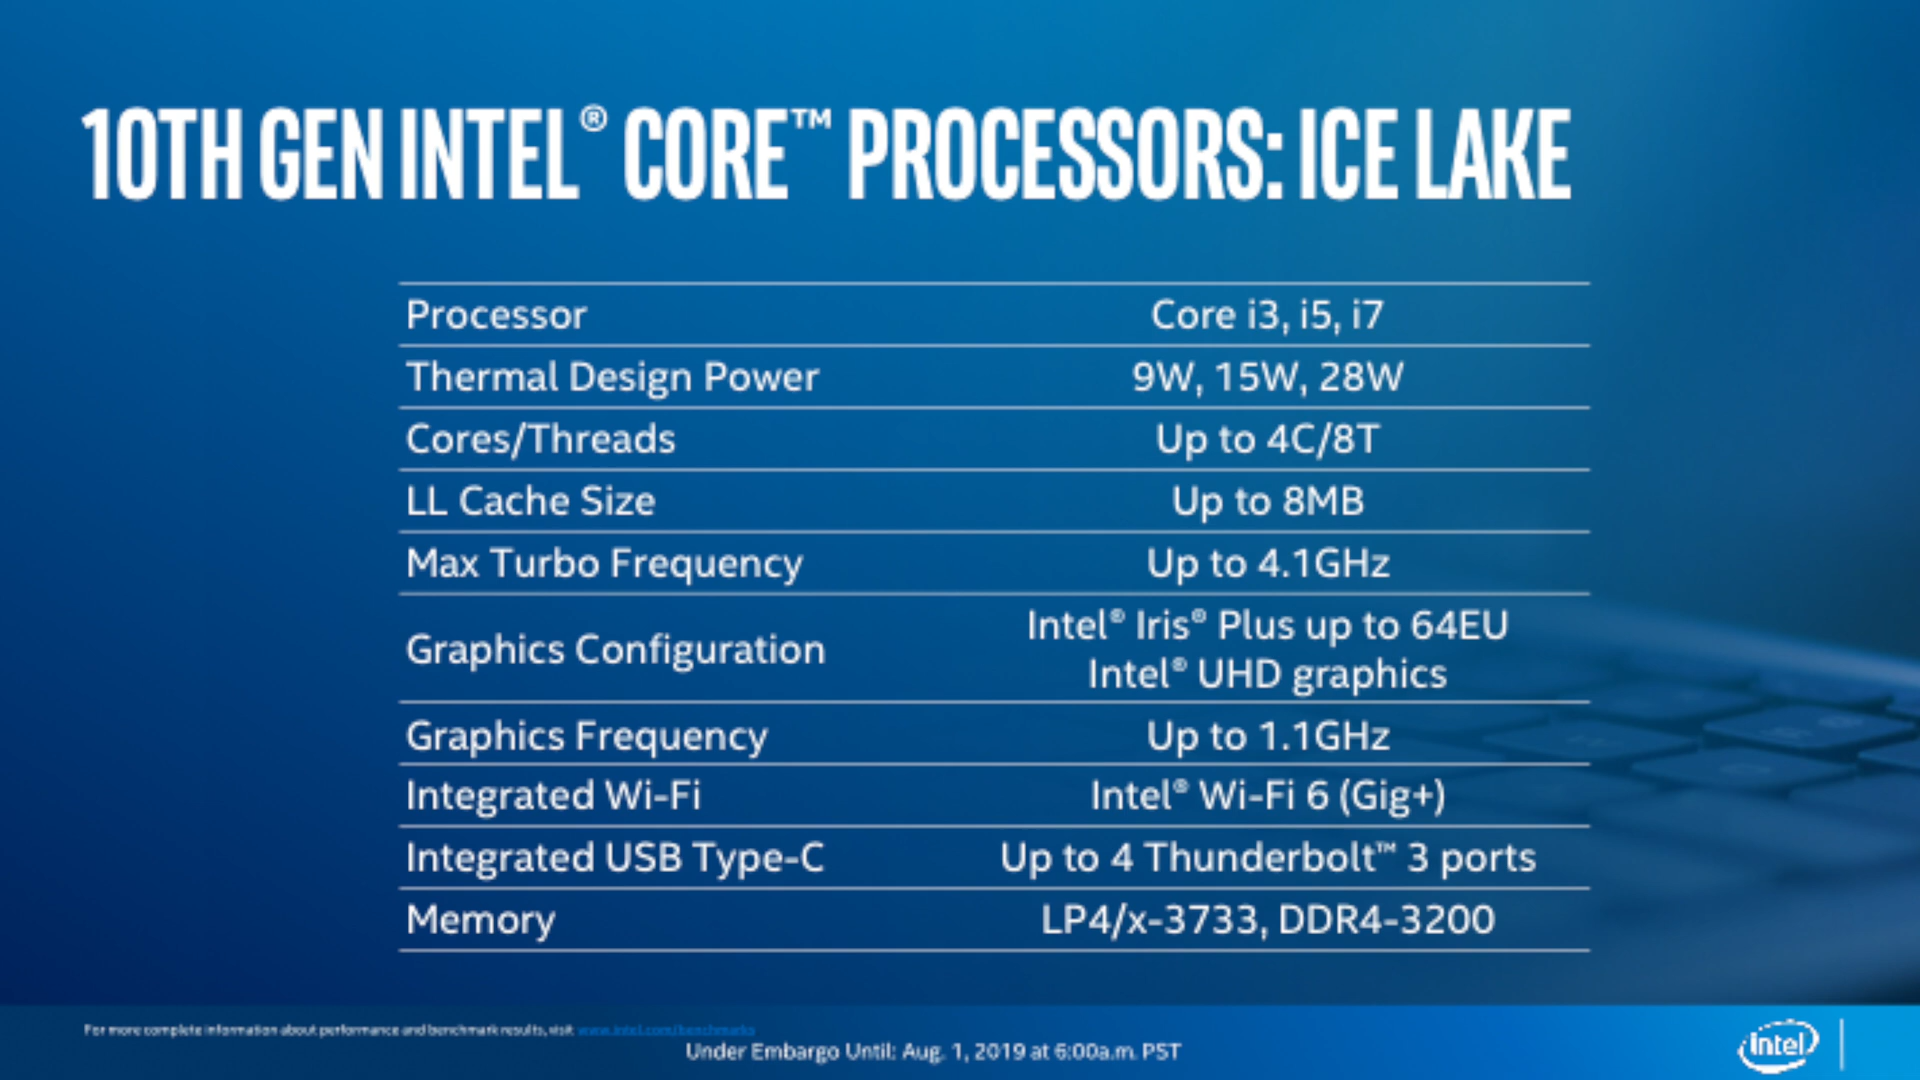 10TH GEN INTEL® CORE™ PROCESSORS: ICE LAKE
Processor Core i3, i5, i7
Thermal Design Power 9W, 15W, 28W
Cores/Threads Up to 4C/8T
LL Cache Size Up to 8MB
Max Turbo Frequency Up to 4.1GHz
Graphics Configuration Intel® Iris® Plus up to 64EU
Intel® UHD graphics
Graphics Frequency Up to 1.1GHz
Integrated Wi-Fi Intel® Wi-Fi 6 (Gig+)
Integrated USB Type-C Up to 4 Thunderbolt™ 3 ports
Memory LP4/x-3733, DDR4-3200
For more complete information about performance and benchmark results, visit www.intel.com/benchmarks
Under Embargo Until: Aug. 1, 2019 at 6:00a.m. PST
intel